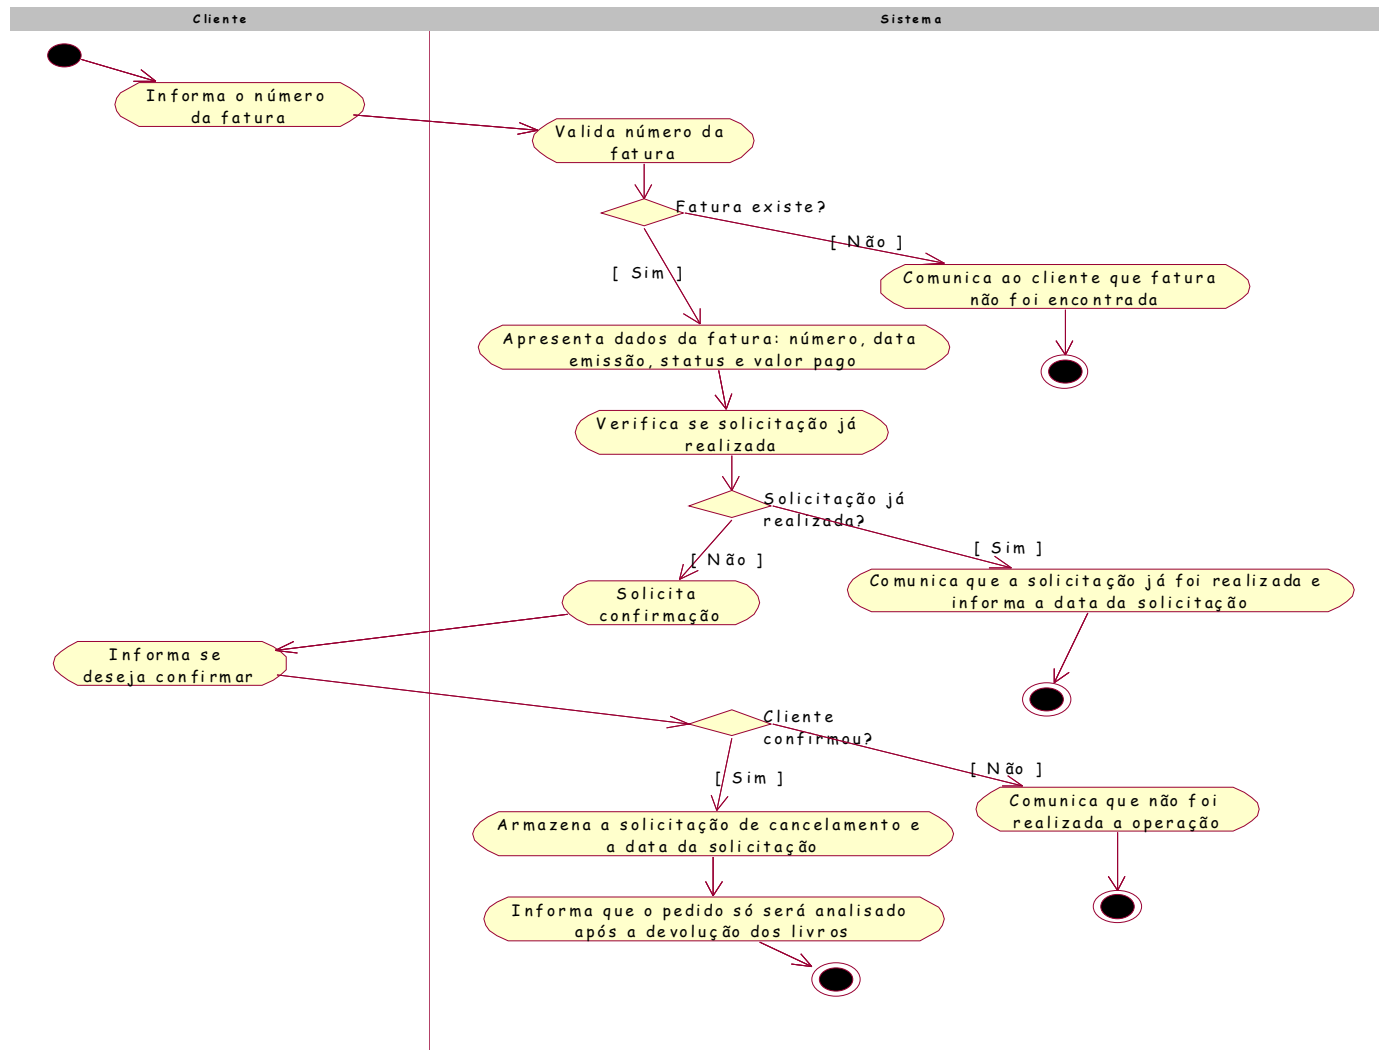 Cliente
Sistema
Informa o número
da fatura
Valida número da
fatura
Fatura existe?
[ Não ]
[ Sim ]
Comunica ao cliente que fatura
não foi encontrada
Apresenta dados da fatura: número, data
emissão, status e valor pago
Verifica se solicitação já
realizada
Solicitação já
realizada?
[ Sim ]
[ Não ]
Comunica que a solicitação já foi realizada e
informa a data da solicitação
Solicita
confirmação
Informa se
deseja confirmar
Cliente
confirmou?
[ Não ]
[ Sim ]
Comunica que não foi
realizada a operação
Armazena a solicitação de cancelamento e
a data da solicitação
Informa que o pedido só será analisado
após a devolução dos livros